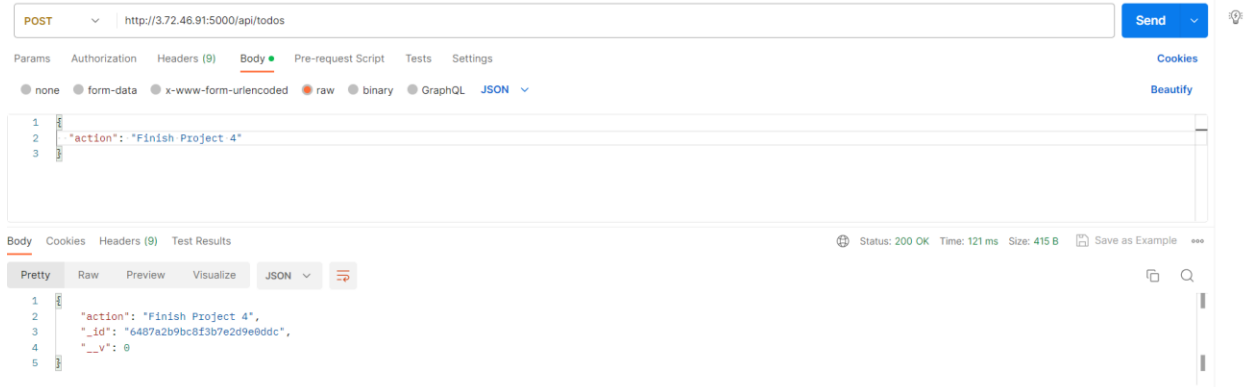 POST http://3.72.46.91:5000/api/todos Send
Params Authorization Headers (9) Body Pre-request Script Tests Settings Cookies
none form-data x-www-form-urlencoded raw binary GraphQL JSON Beautify
1 {
2 "action": "Finish Project 4"
3 }
Body Cookies Headers (9) Test Results Status: 200 OK Time: 121 ms Size: 415 B Save as Example
Pretty Raw Preview Visualize JSON
1 {
2 "action": "Finish Project 4",
3 "_id": "6487a2b9bc8f3b7e2d9e0ddc",
4 "__v": 0
5 }